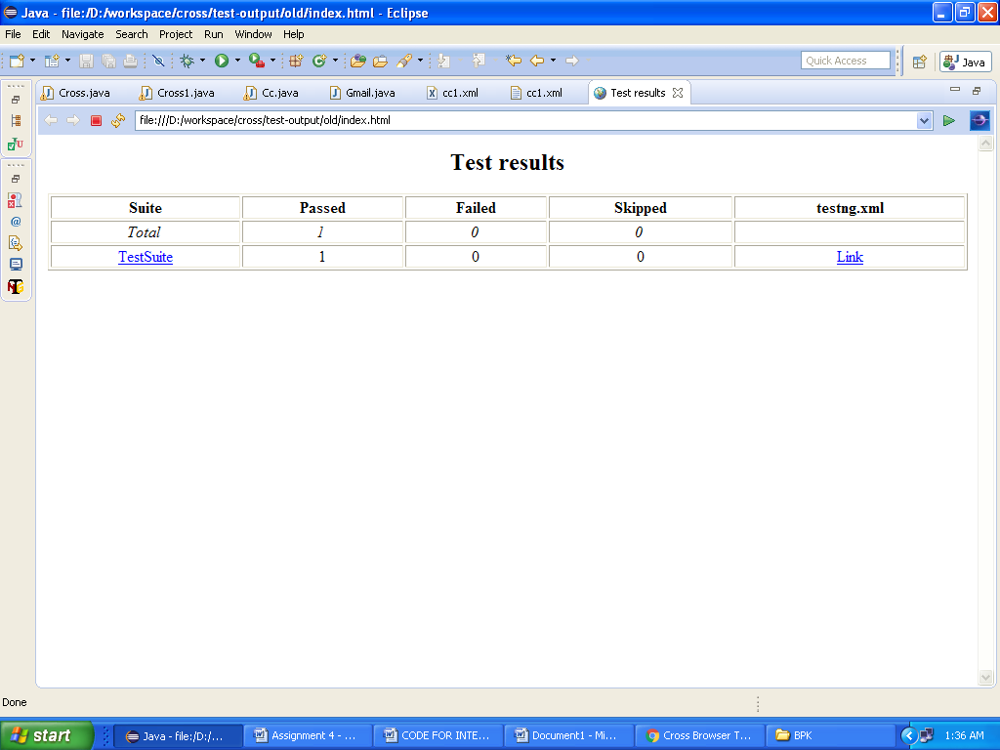 Java - file:/D:/workspace/cross/test-output/old/index.html - Eclipse
File Edit Navigate Search Project Run Window Help
Quick Access Java
Cross.java Cross1.java Cc.java Gmail.java cc1.xml cc1.xml Test results
file:///D:/workspace/cross/test-output/old/index.html
Test results
Suite Passed Failed Skipped testng.xml
Total 1 0 0
TestSuite 1 0 0 Link
Done
start Java - file:/D:/... Assignment 4 - ... CODE FOR INTE... Document1 - Mi... Cross Browser T... BPK 1:36 AM